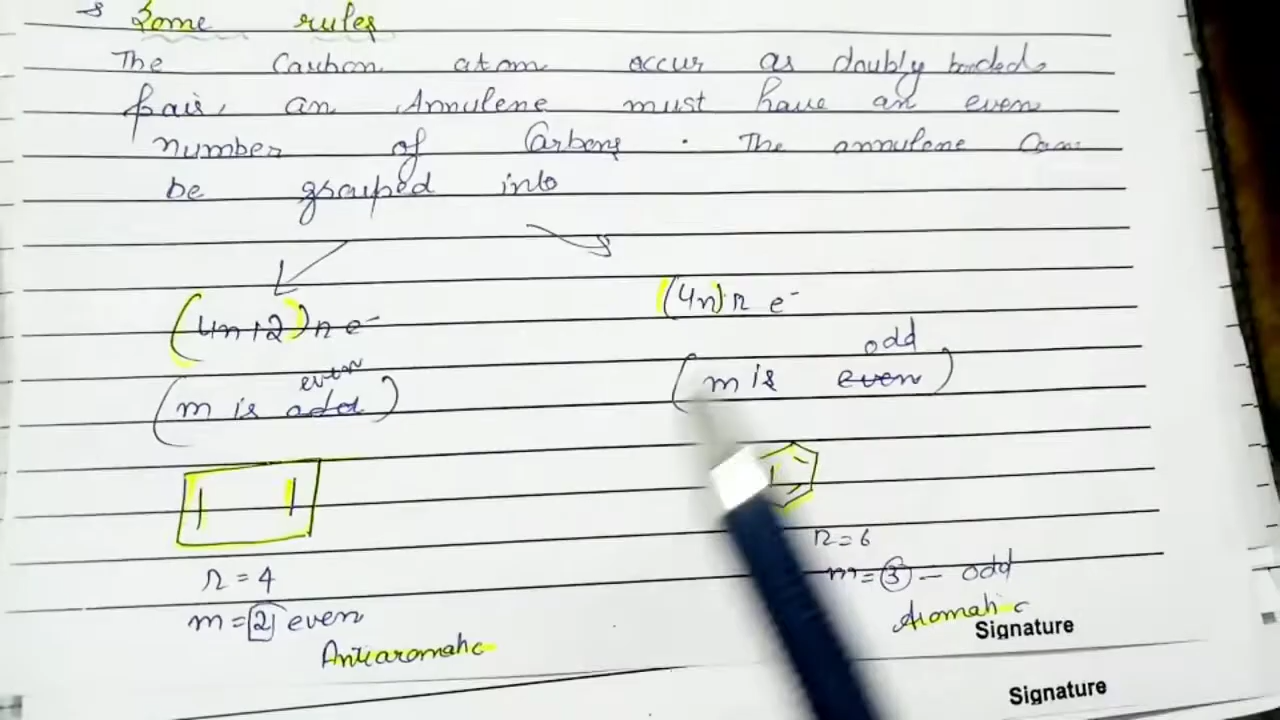 → Some rules
The Carbon atom occur as doubly bonded
pair, an Annulene must have an even
number of Carbons. The annulene can
be grouped into
(4n+2)π e⁻
(4n)π e⁻
(m is odd even)
(m is even odd)
π=4
m=2 even
Antiaromatic
π=6
m=3 - odd
Aromatic
Signature
Signature